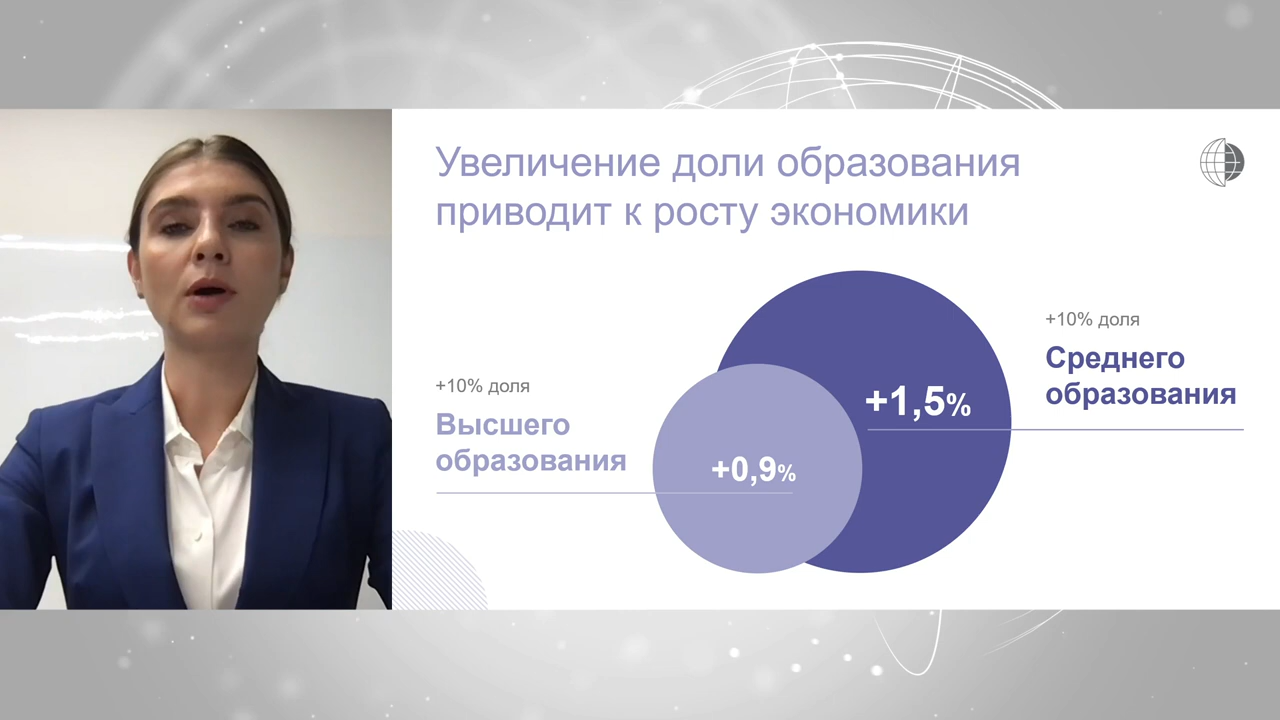 Увеличение доли образования
приводит к росту экономики
+10% доля
Высшего
образования
+0,9%
+1,5%
+10% доля
Среднего
образования